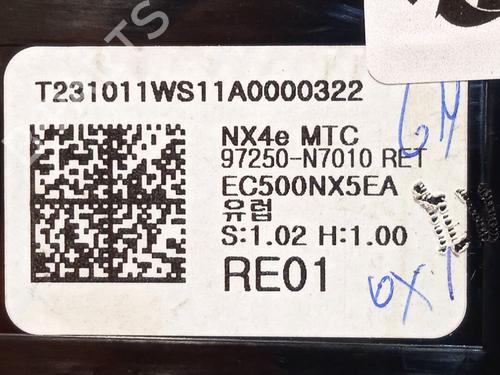 T231011WS11A0000322
NX4e MTC
97250-N7010 RET
EC500NX5EA
유럽
S:1.02 H:1.00
RE01